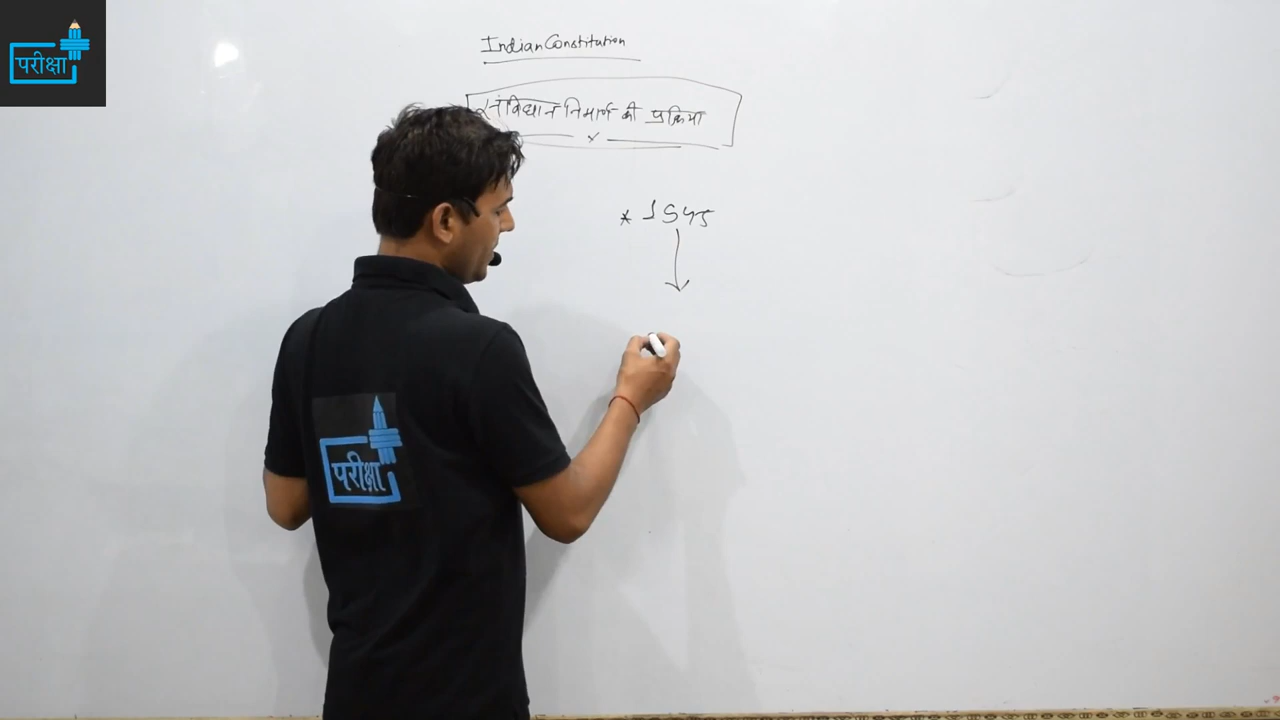 परीक्षा
Indian Constitution
संविधान निमार्ण की प्रक्रिया
x
* 1945
परीक्षा